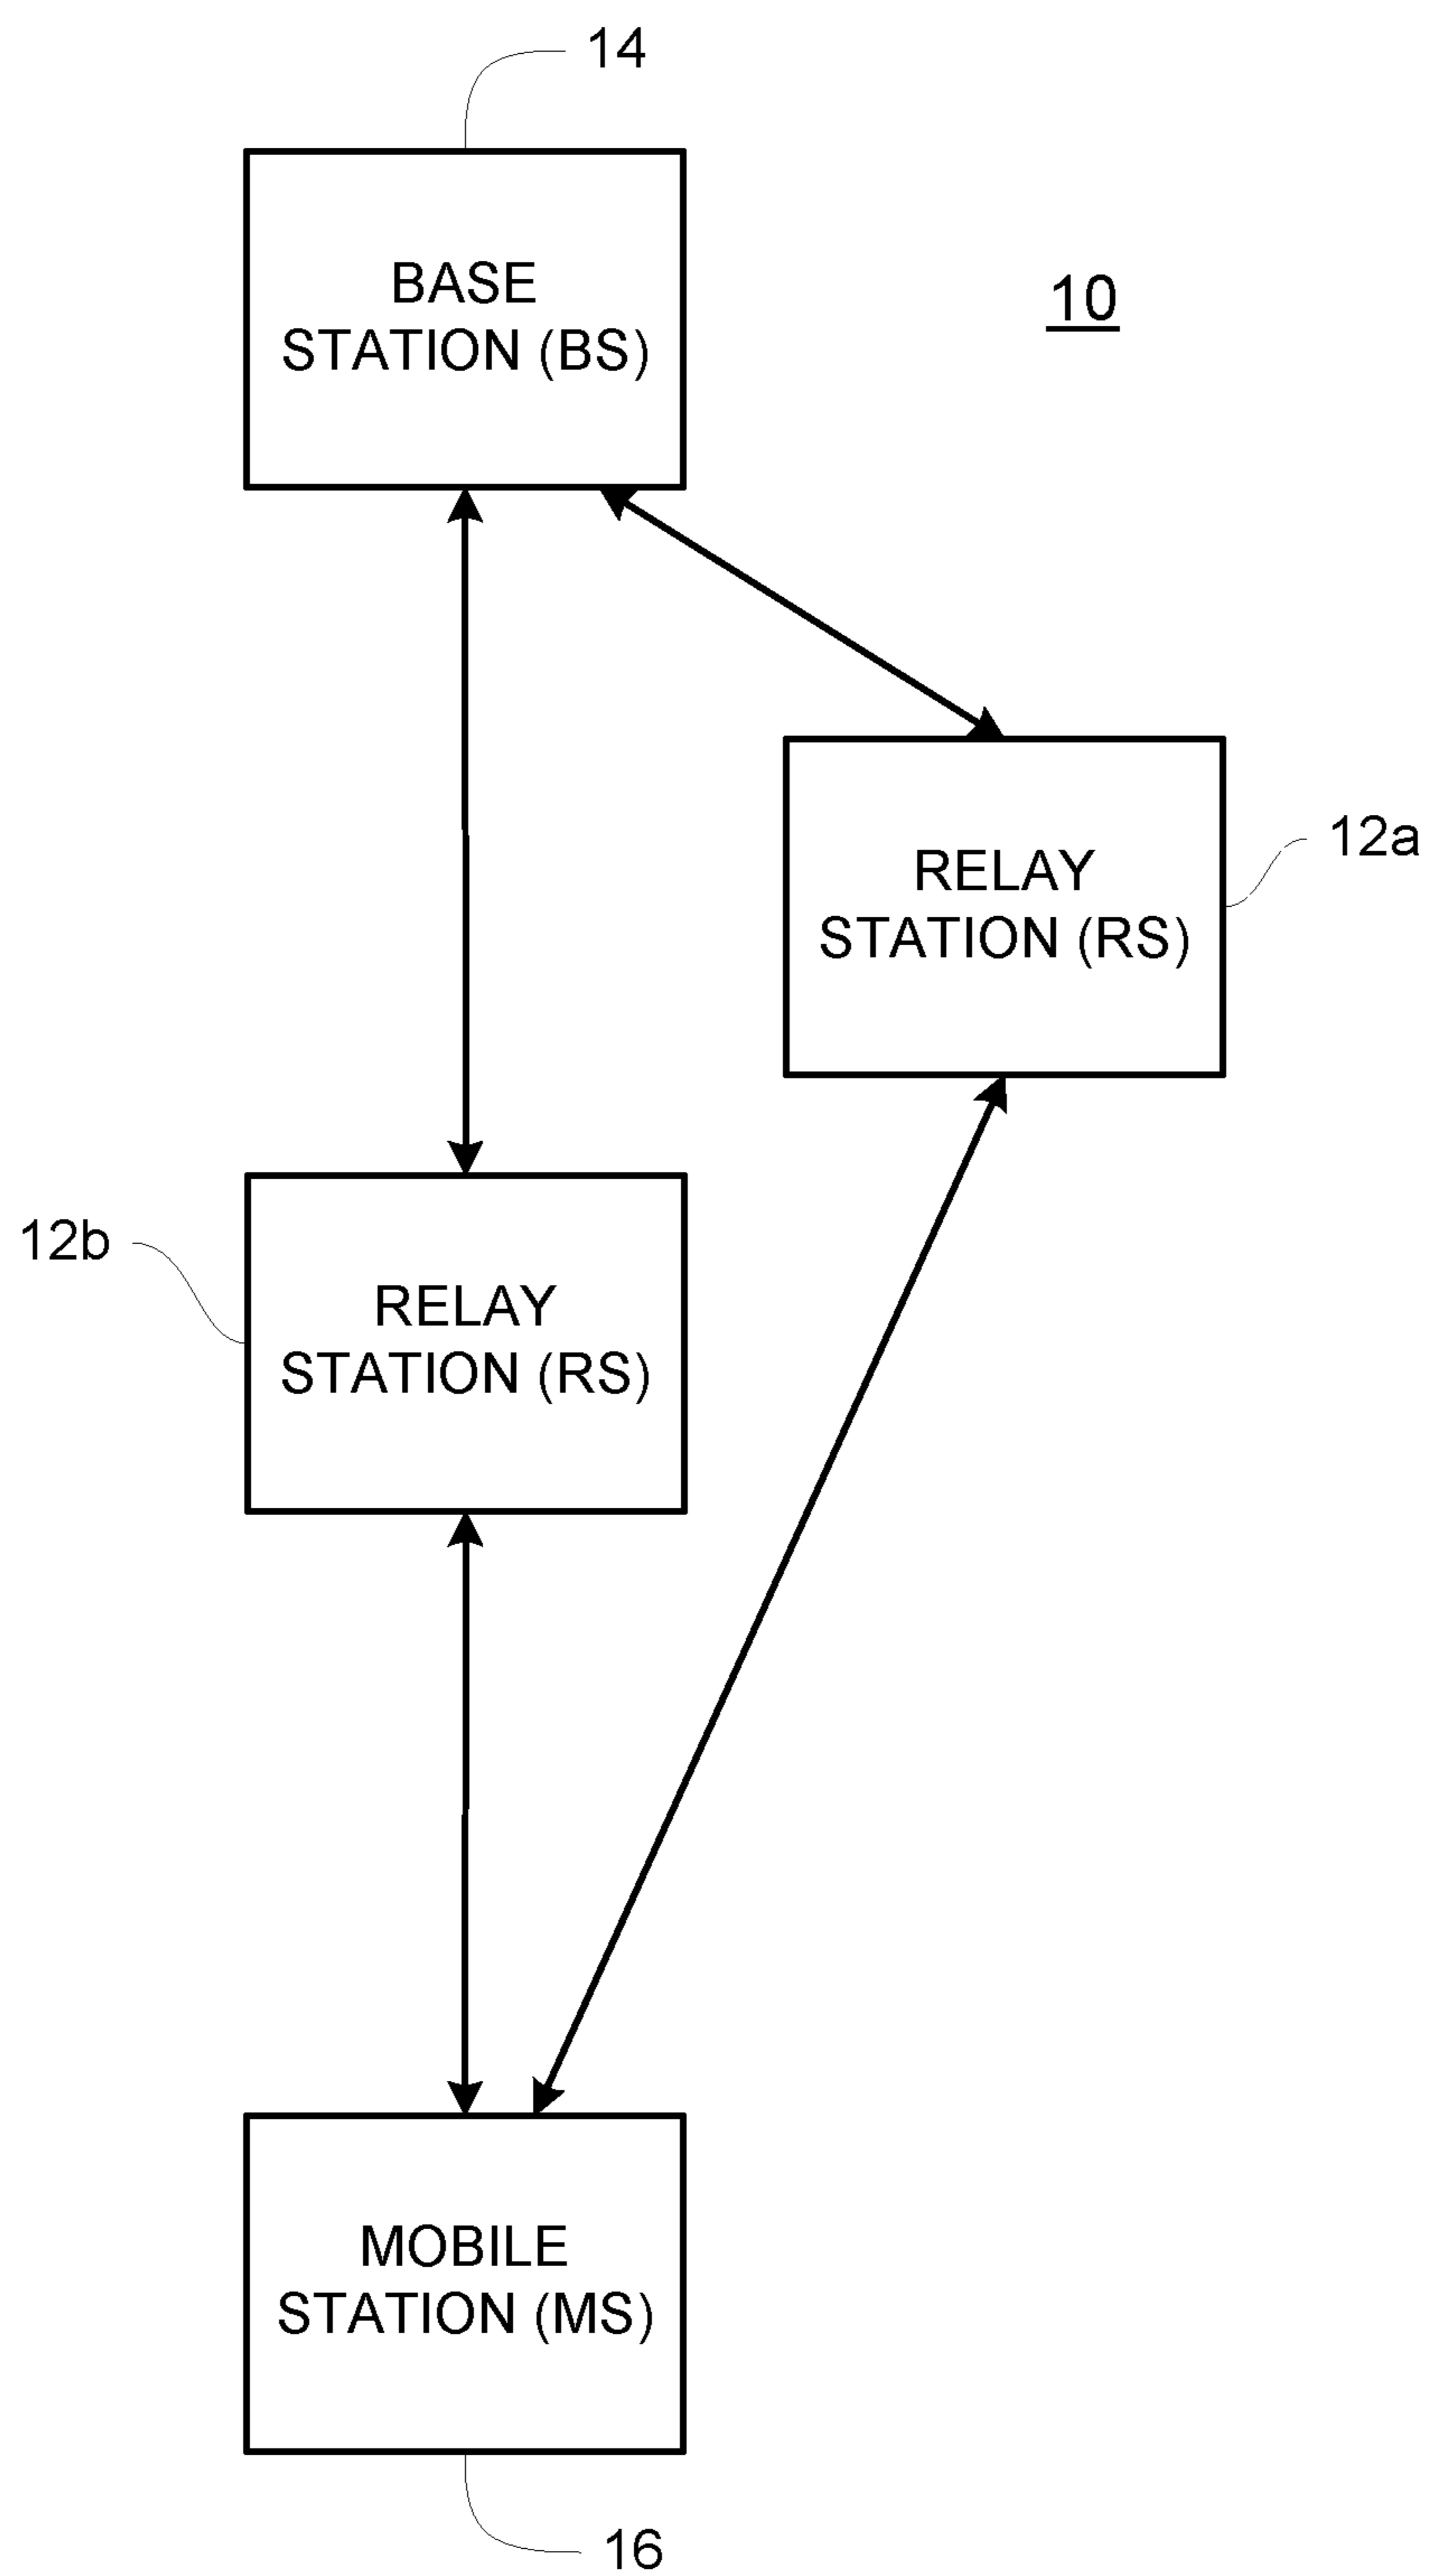 14
BASE
STATION (BS)
10
RELAY
STATION (RS)
12a
12b
RELAY
STATION (RS)
MOBILE
STATION (MS)
16